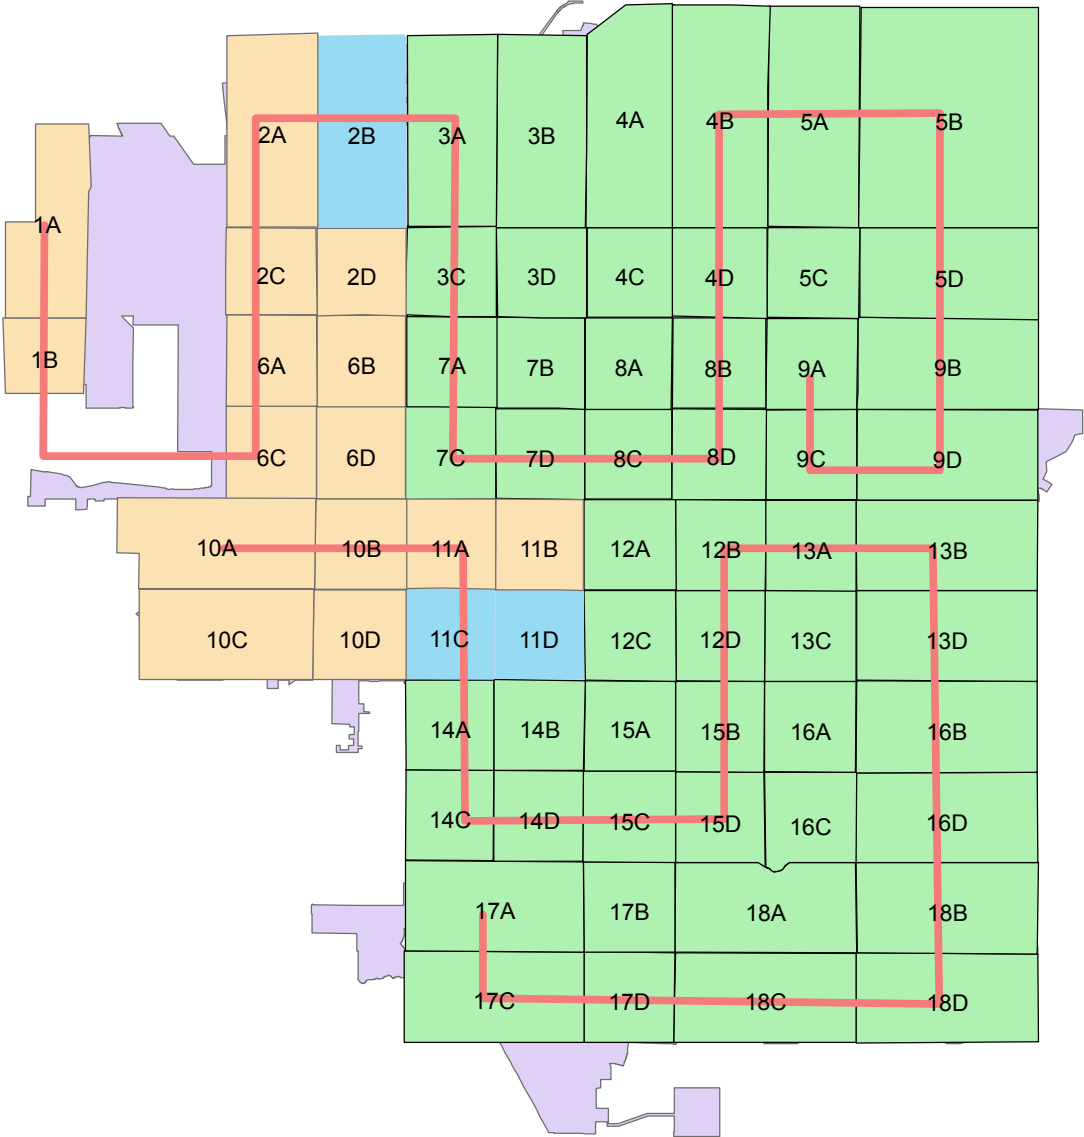 4A 4B 5A 5B
2A 2B 3A 3B
1A
2C 2D 3C 3D 4C 4D 5C 5D
1B 6A 6B 7A 7B 8A 8B 9A 9B
6C 6D 7C 7D 8C 8D 9C 9D
10A 10B 11A 11B 12A 12B 13A 13B
10C 10D 11C 11D 12C 12D 13C 13D
14A 14B 15A 15B 16A 16B
14C 14D 15C 15D 16C 16D
17A 17B 18A 18B
17C 17D 18C 18D